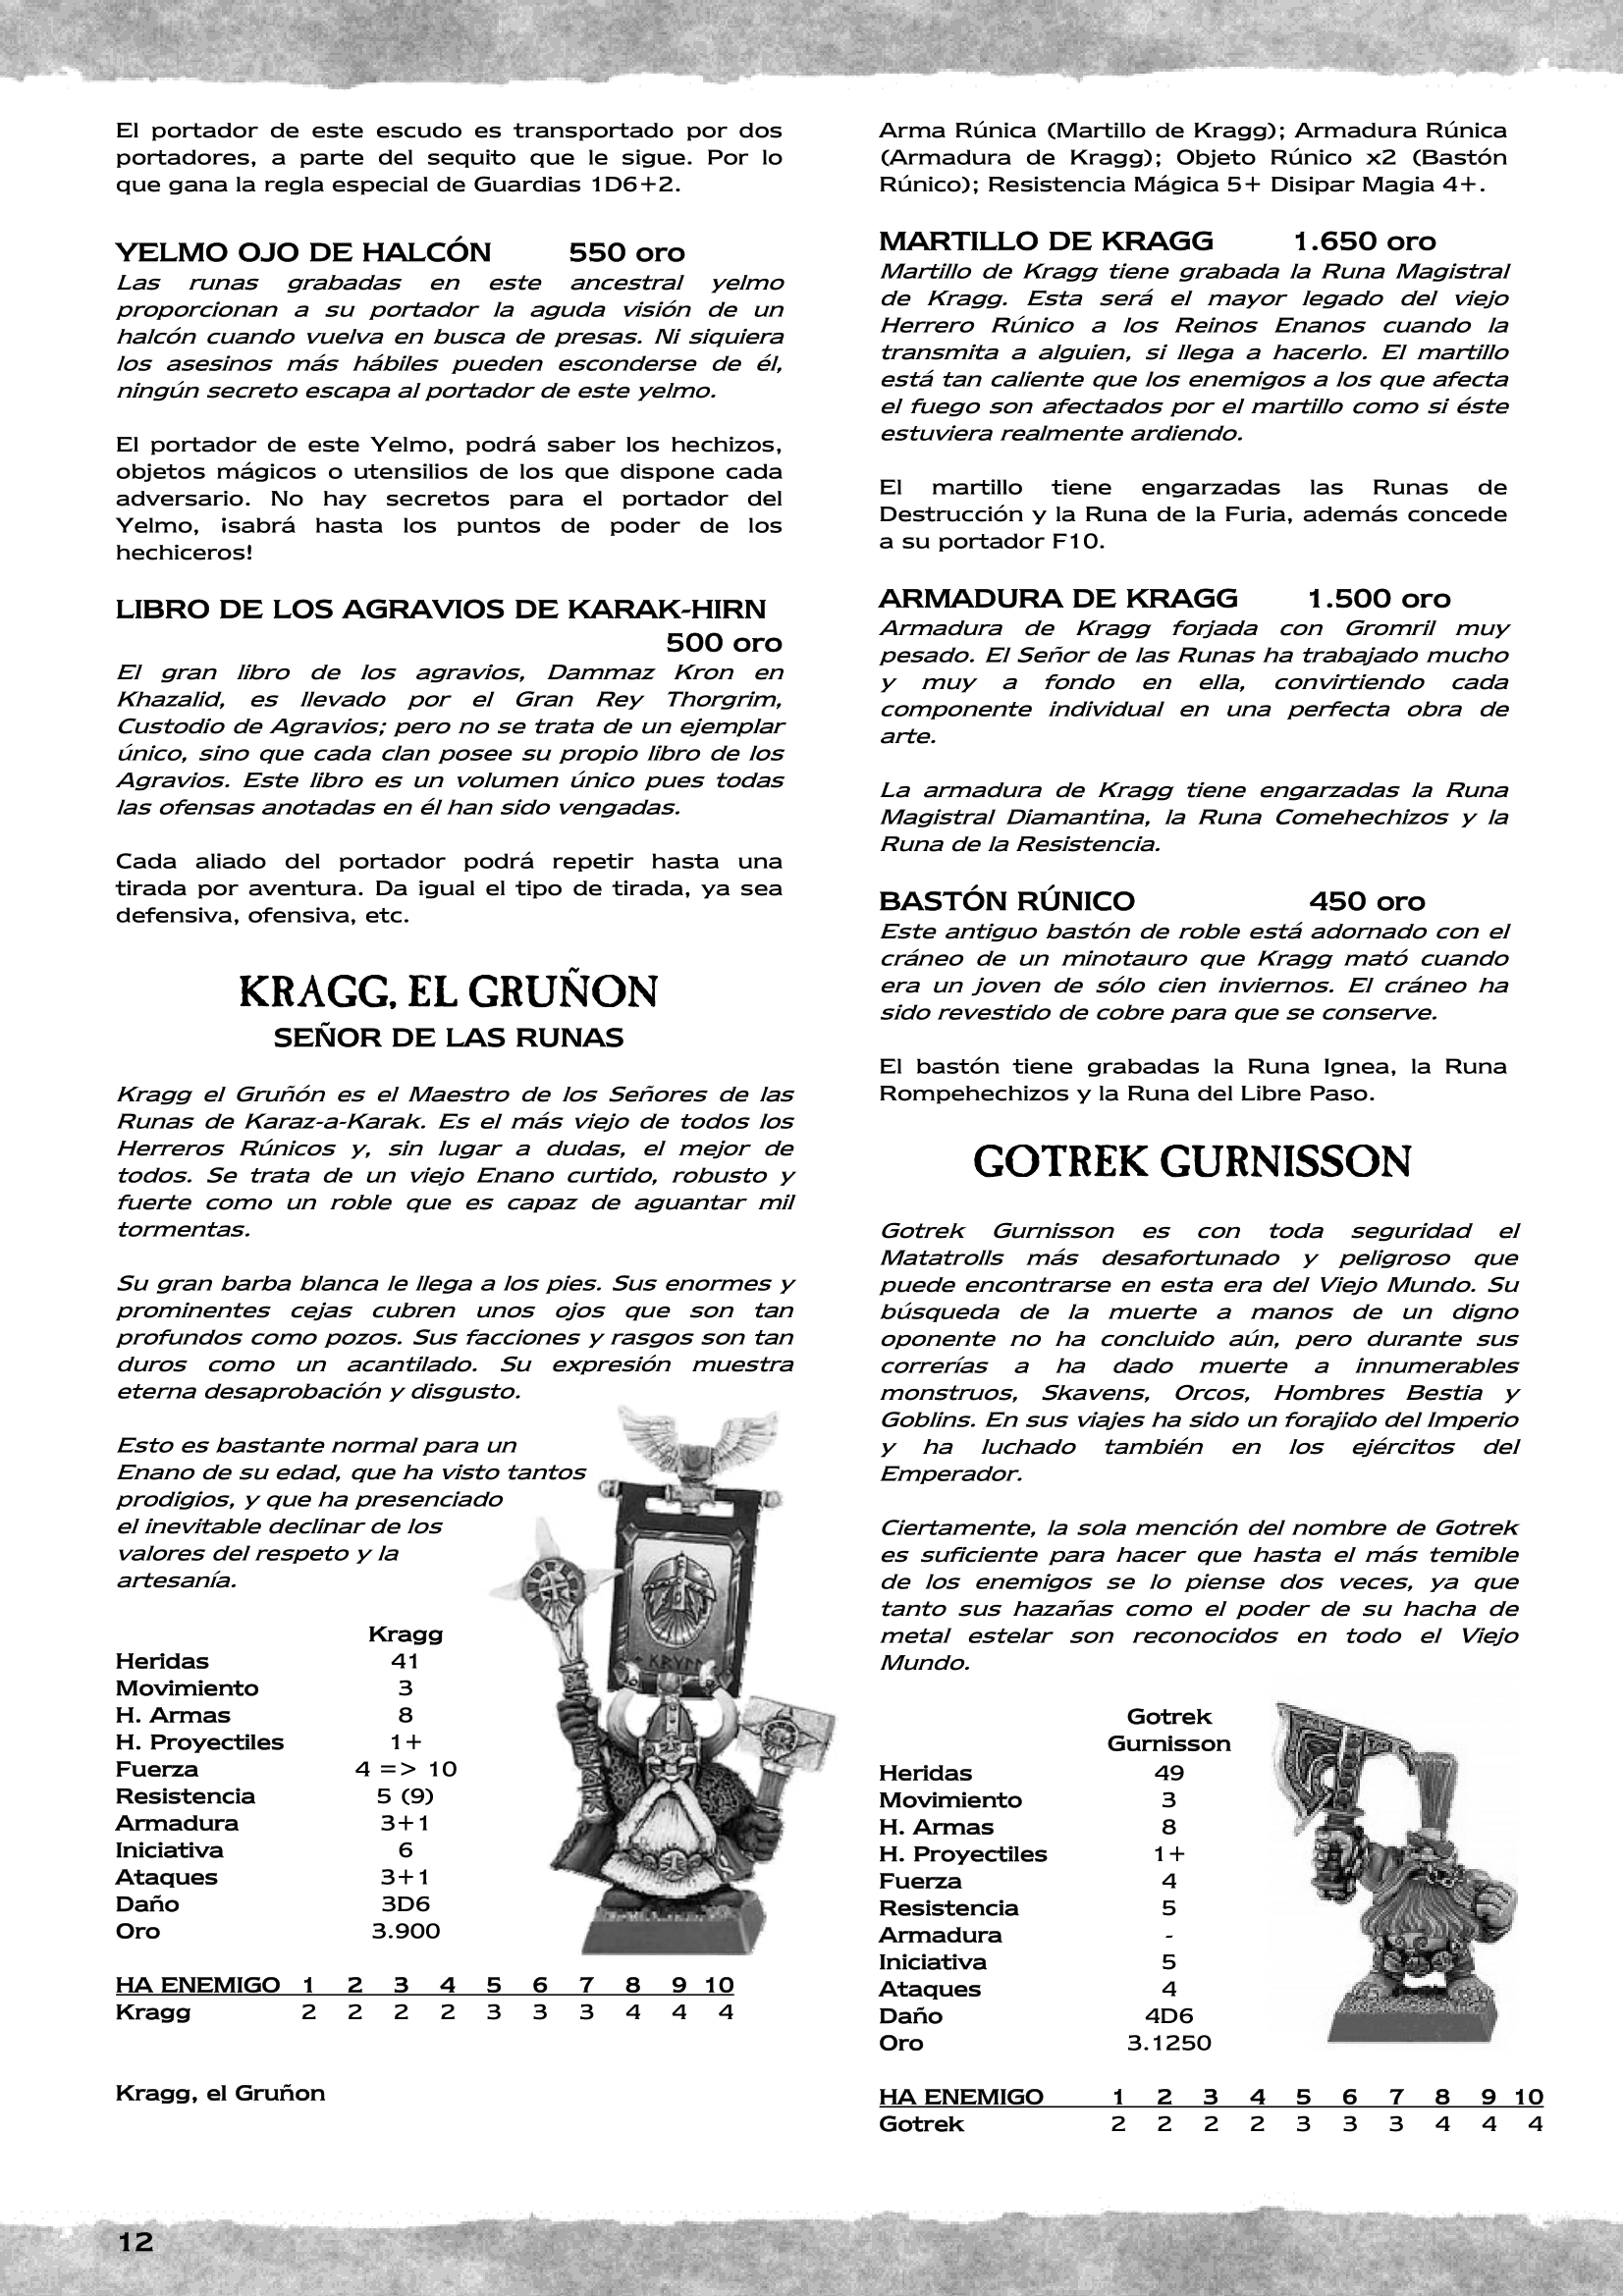 El portador de este escudo es transportado por dos
portadores, a parte del sequito que le sigue. Por lo
que gana la regla especial de Guardias 1D6+2.
YELMO OJO DE HALCÓN 550 oro
Las runas grabadas en este ancestral yelmo
proporcionan a su portador la aguda visión de un
halcón cuando vuelva en busca de presas. Ni siquiera
los asesinos más hábiles pueden esconderse de él,
ningún secreto escapa al portador de este yelmo.
El portador de este Yelmo, podrá saber los hechizos,
objetos mágicos o utensilios de los que dispone cada
adversario. No hay secretos para el portador del
Yelmo, ¡sabrá hasta los puntos de poder de los
hechiceros!
LIBRO DE LOS AGRAVIOS DE KARAK-HIRN
500 oro
El gran libro de los agravios, Dammaz Kron en
Khazalid, es llevado por el Gran Rey Thorgrim,
Custodio de Agravios; pero no se trata de un ejemplar
único, sino que cada clan posee su propio libro de los
Agravios. Este libro es un volumen único pues todas
las ofensas anotadas en él han sido vengadas.
Cada aliado del portador podrá repetir hasta una
tirada por aventura. Da igual el tipo de tirada, ya sea
defensiva, ofensiva, etc.
KRAGG, EL GRUÑON
SEÑOR DE LAS RUNAS
Kragg el Gruñón es el Maestro de los Señores de las
Runas de Karaz-a-Karak. Es el más viejo de todos los
Herreros Rúnicos y, sin lugar a dudas, el mejor de
todos. Se trata de un viejo Enano curtido, robusto y
fuerte como un roble que es capaz de aguantar mil
tormentas.
Su gran barba blanca le llega a los pies. Sus enormes y
prominentes cejas cubren unos ojos que son tan
profundos como pozos. Sus facciones y rasgos son tan
duros como un acantilado. Su expresión muestra
eterna desaprobación y disgusto.
Esto es bastante normal para un
Enano de su edad, que ha visto tantos
prodigios, y que ha presenciado
el inevitable declinar de los
valores del respeto y la
artesanía.
Kragg
Heridas 41
Movimiento 3
H. Armas 8
H. Proyectiles 1+
Fuerza 4 => 10
Resistencia 5 (9)
Armadura 3+1
Iniciativa 6
Ataques 3+1
Daño 3D6
Oro 3.900
HA ENEMIGO 1 2 3 4 5 6 7 8 9 10
Kragg 2 2 2 2 3 3 3 4 4 4
Kragg, el Gruñon
Arma Rúnica (Martillo de Kragg); Armadura Rúnica
(Armadura de Kragg); Objeto Rúnico x2 (Bastón
Rúnico); Resistencia Mágica 5+ Disipar Magia 4+.
MARTILLO DE KRAGG 1.650 oro
Martillo de Kragg tiene grabada la Runa Magistral
de Kragg. Esta será el mayor legado del viejo
Herrero Rúnico a los Reinos Enanos cuando la
transmita a alguien, si llega a hacerlo. El martillo
está tan caliente que los enemigos a los que afecta
el fuego son afectados por el martillo como si éste
estuviera realmente ardiendo.
El martillo tiene engarzadas las Runas de
Destrucción y la Runa de la Furia, además concede
a su portador F10.
ARMADURA DE KRAGG 1.500 oro
Armadura de Kragg forjada con Gromril muy
pesado. El Señor de las Runas ha trabajado mucho
y muy a fondo en ella, convirtiendo cada
componente individual en una perfecta obra de
arte.
La armadura de Kragg tiene engarzadas la Runa
Magistral Diamantina, la Runa Comehechizos y la
Runa de la Resistencia.
BASTÓN RÚNICO 450 oro
Este antiguo bastón de roble está adornado con el
cráneo de un minotauro que Kragg mató cuando
era un joven de sólo cien inviernos. El cráneo ha
sido revestido de cobre para que se conserve.
El bastón tiene grabadas la Runa Ignea, la Runa
Rompehechizos y la Runa del Libre Paso.
GOTREK GURNISSON
Gotrek Gurnisson es con toda seguridad el
Matatrolls más desafortunado y peligroso que
puede encontrarse en esta era del Viejo Mundo. Su
búsqueda de la muerte a manos de un digno
oponente no ha concluido aún, pero durante sus
correrías a ha dado muerte a innumerables
monstruos, Skavens, Orcos, Hombres Bestia y
Goblins. En sus viajes ha sido un forajido del Imperio
y ha luchado también en los ejércitos del
Emperador.
Ciertamente, la sola mención del nombre de Gotrek
es suficiente para hacer que hasta el más temible
de los enemigos se lo piense dos veces, ya que
tanto sus hazañas como el poder de su hacha de
metal estelar son reconocidos en todo el Viejo
Mundo.
Gotrek
Gurnisson
Heridas 49
Movimiento 3
H. Armas 8
H. Proyectiles 1+
Fuerza 4
Resistencia 5
Armadura -
Iniciativa 5
Ataques 4
Daño 4D6
Oro 3.1250
HA ENEMIGO 1 2 3 4 5 6 7 8 9 10
Gotrek 2 2 2 2 3 3 3 4 4 4
12